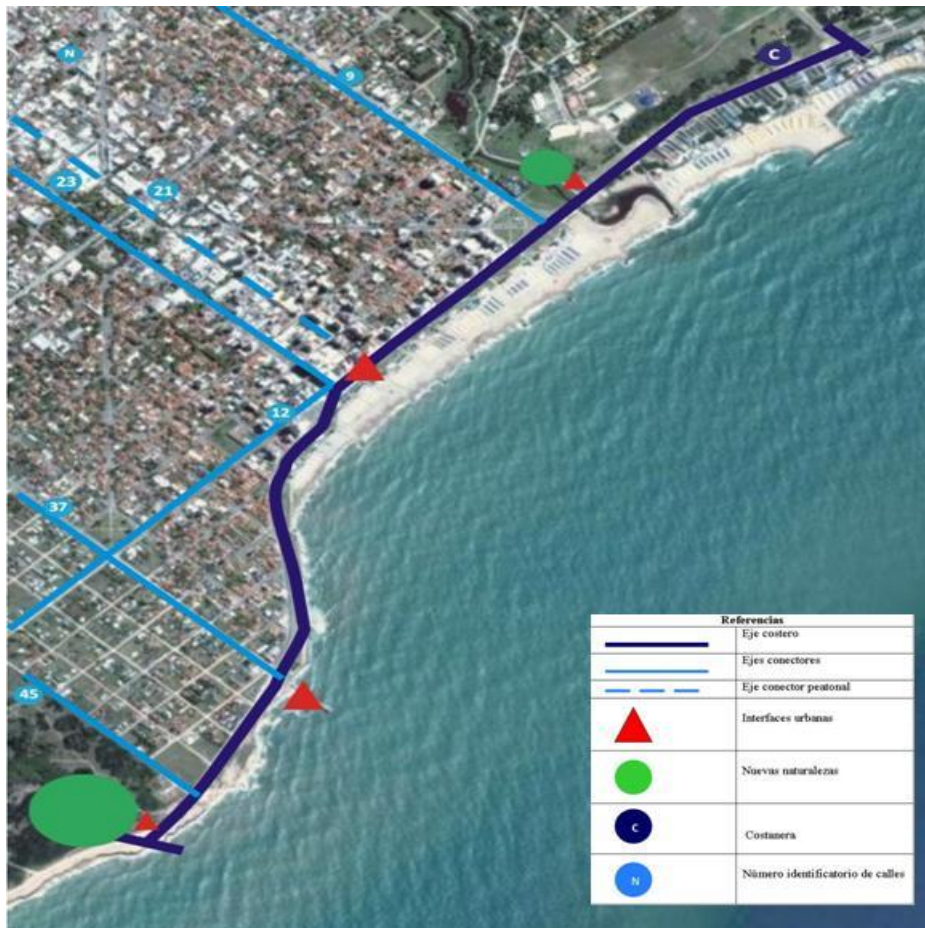 N
9
C
23
21
12
37
45
Referencias
Eje costero
Ejes conectores
Eje conector peatonal
Interfaces urbanas
Nuevas naturalezas
C
Costanera
N
Número identificatorio de calles